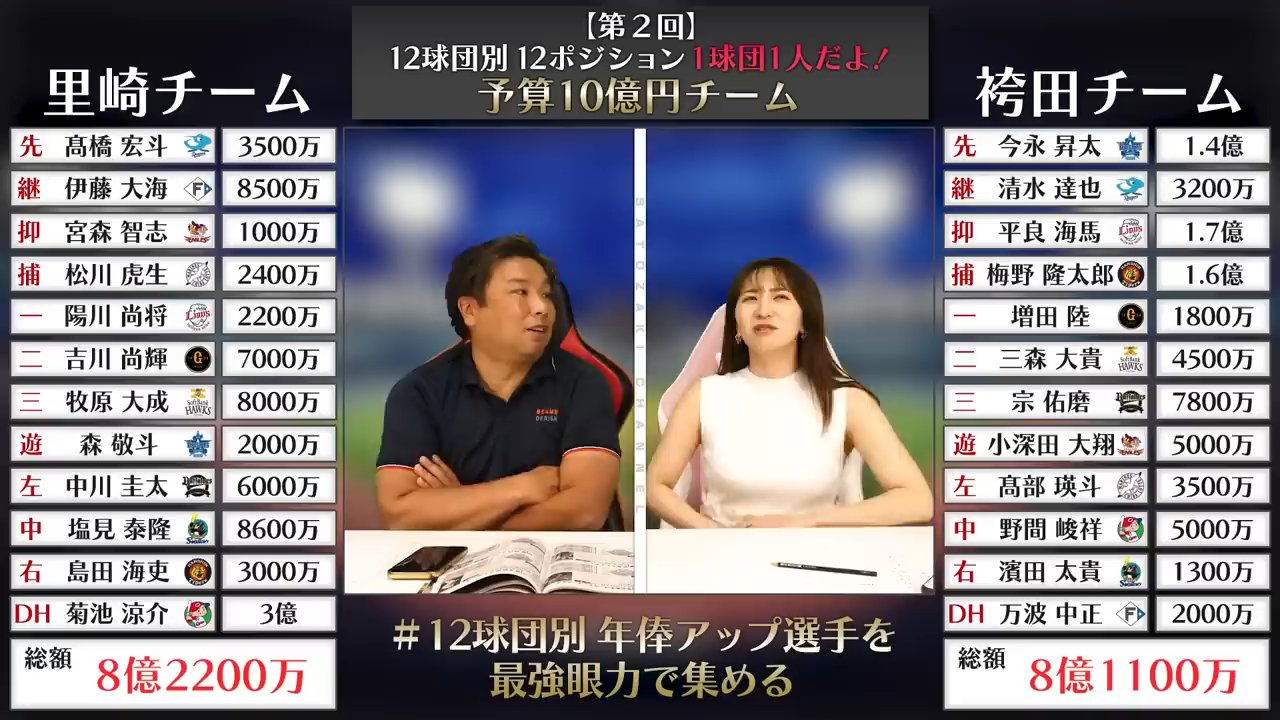 【第2回】
12球団別 12ポジション 1球団1人だよ!
予算10億円チーム
里崎チーム
先 髙橋 宏斗 3500万
継 伊藤 大海 F 8500万
抑 宮森 智志 EAGLES 1000万
捕 松川 虎生 2400万
一 陽川 尚将 Lions 2200万
二 吉川 尚輝 G 7000万
三 牧原 大成 SoftBank HAWKS 8000万
遊 森 敬斗 2000万
左 中川 圭太 Buffaloes 6000万
中 塩見 泰隆 Swallows 8600万
右 島田 海吏 3000万
DH 菊池 涼介 3億
総額 8億2200万
袴田チーム
先 今永 昇太 1.4億
継 清水 達也 3200万
抑 平良 海馬 Lions 1.7億
捕 梅野 隆太郎 1.6億
一 増田 陸 G 1800万
二 三森 大貴 SoftBank HAWKS 4500万
三 宗 佑磨 Buffaloes 7800万
遊 小深田 大翔 EAGLES 5000万
左 髙部 瑛斗 3500万
中 野間 峻祥 5000万
右 濱田 太貴 Swallows 1300万
DH 万波 中正 F 2000万
総額 8億1100万
SATOZAKI CHANNEL
#12球団別 年俸アップ選手を
最強眼力で集める